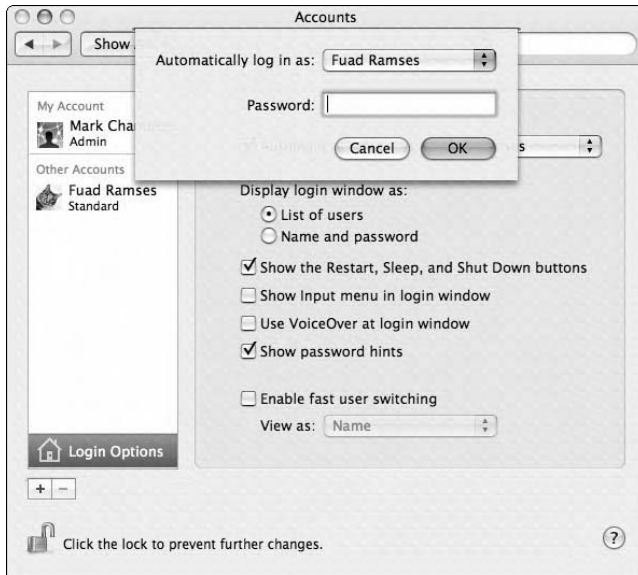 Accounts
Show
Automatically log in as: Fuad Ramses
Password:
Cancel OK
My Account
Mark
Admin
Other Accounts
Fuad Ramses
Standard
Display login window as:
List of users
Name and password
Show the Restart, Sleep, and Shut Down buttons
Show Input menu in login window
Use VoiceOver at login window
Show password hints
Enable fast user switching
View as: Name
Login Options
+ −
Click the lock to prevent further changes.
?